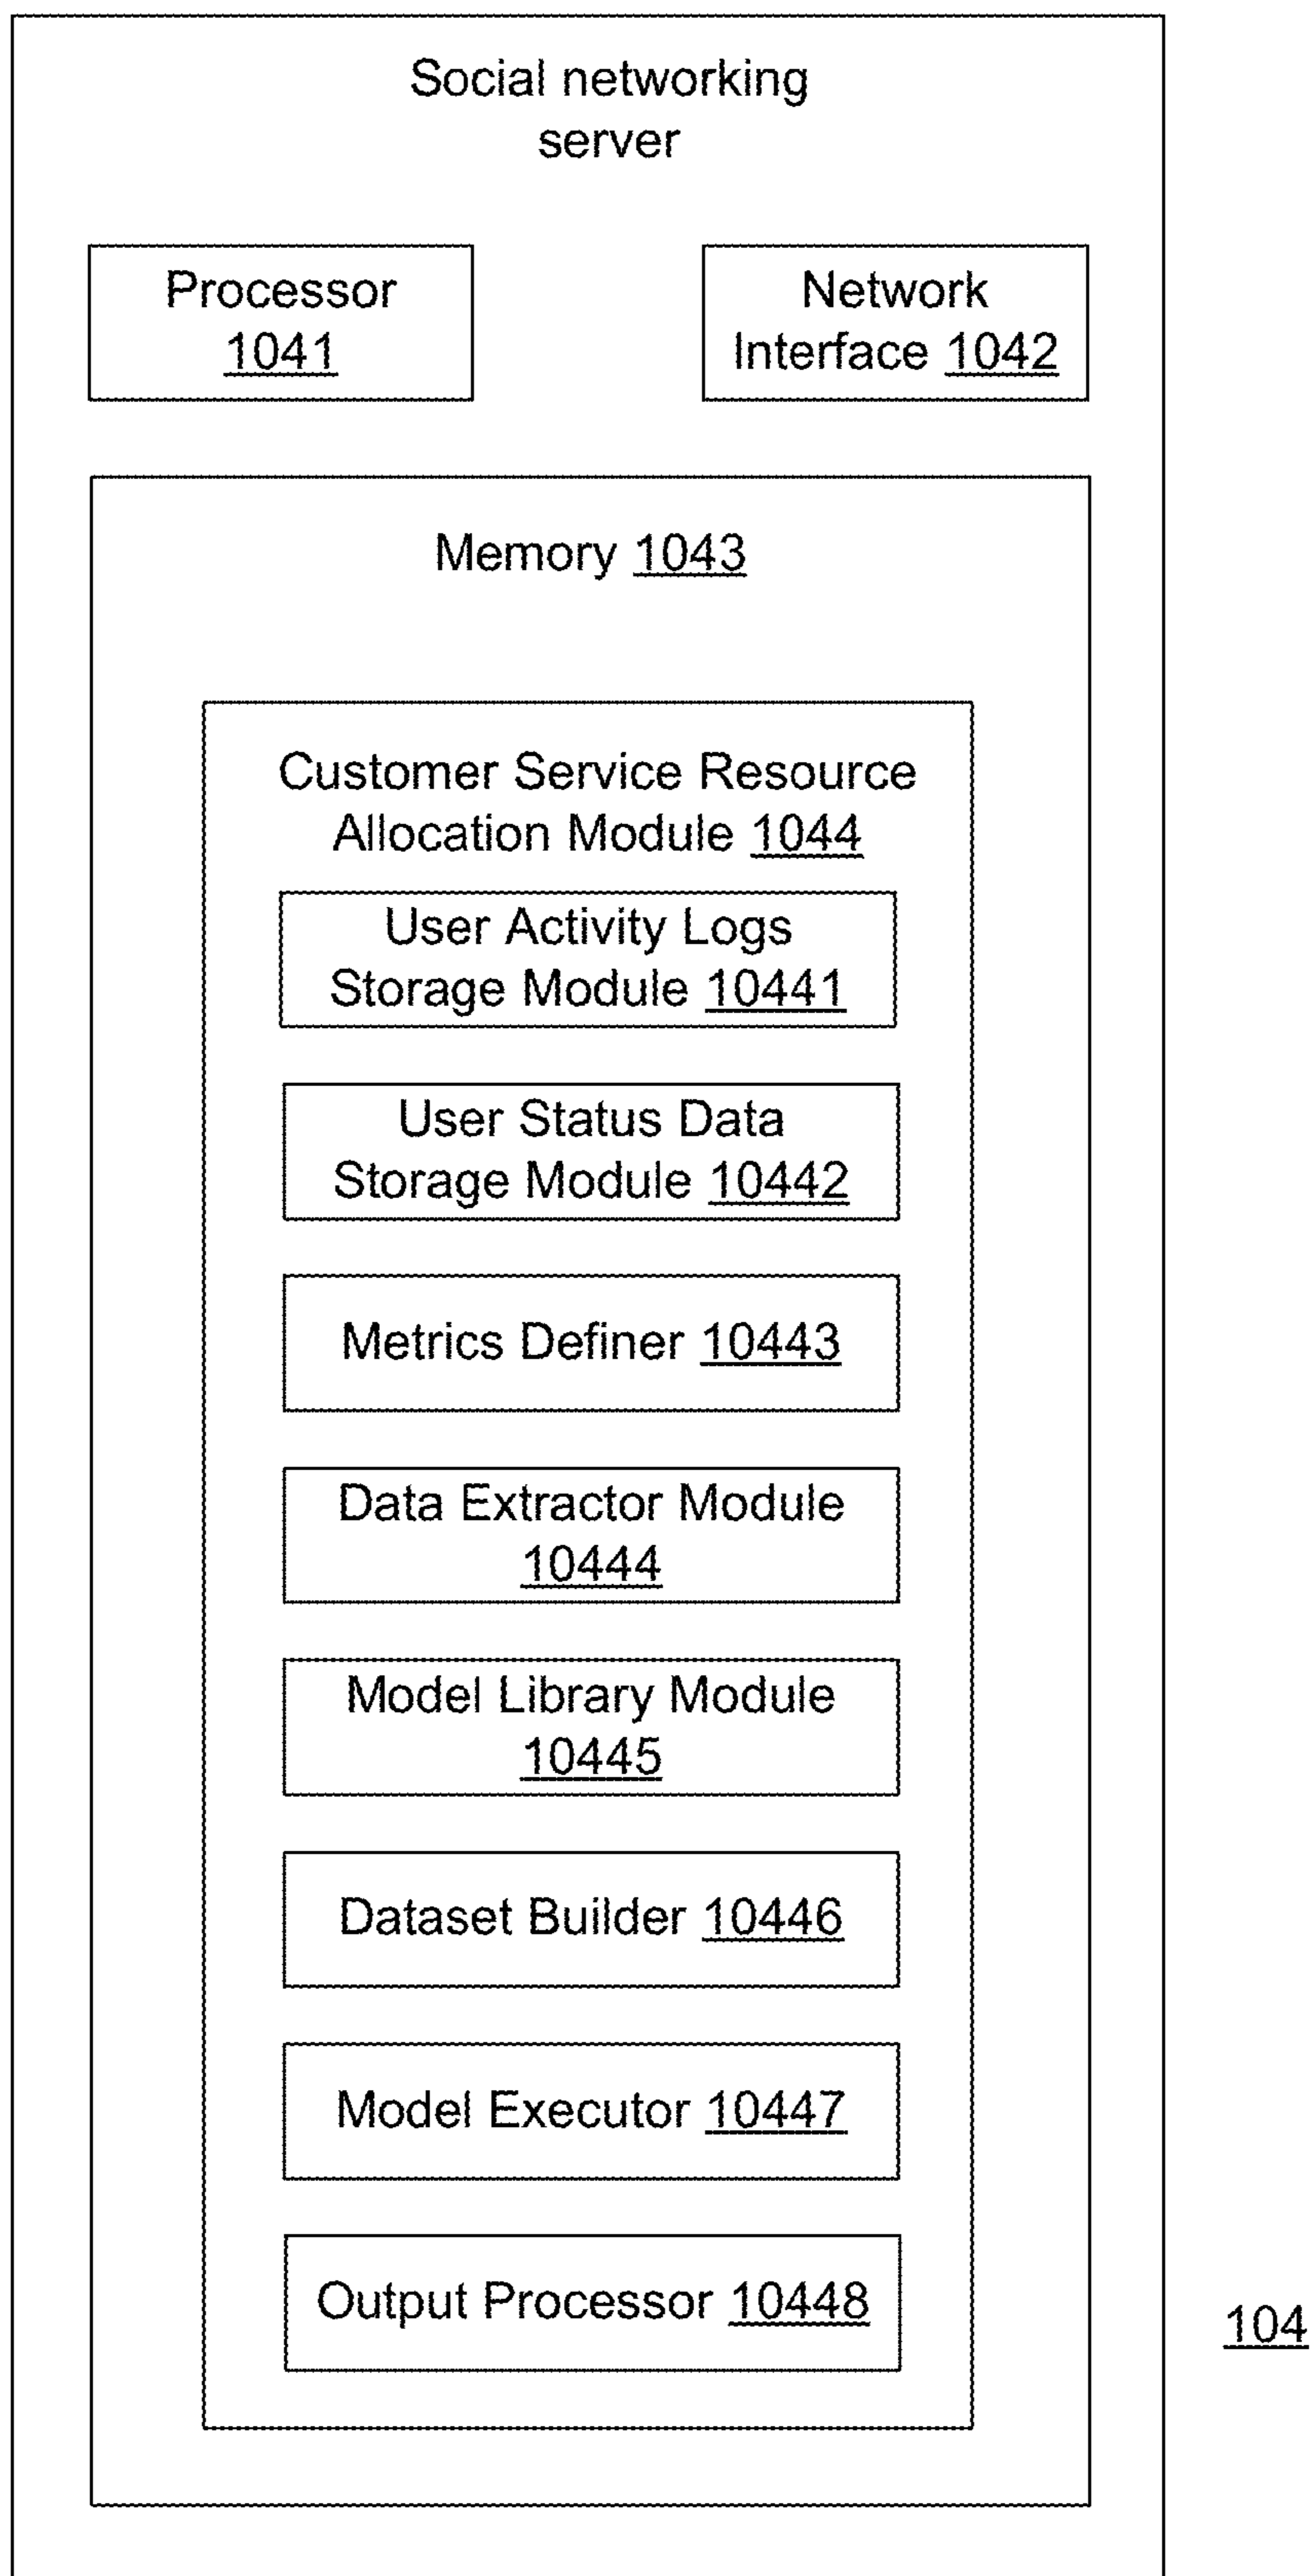 Social networking
server
Processor
1041
Network
Interface 1042
Memory 1043
Customer Service Resource
Allocation Module 1044
User Activity Logs
Storage Module 10441
User Status Data
Storage Module 10442
Metrics Definer 10443
Data Extractor Module
10444
Model Library Module
10445
Dataset Builder 10446
Model Executor 10447
Output Processor 10448
104